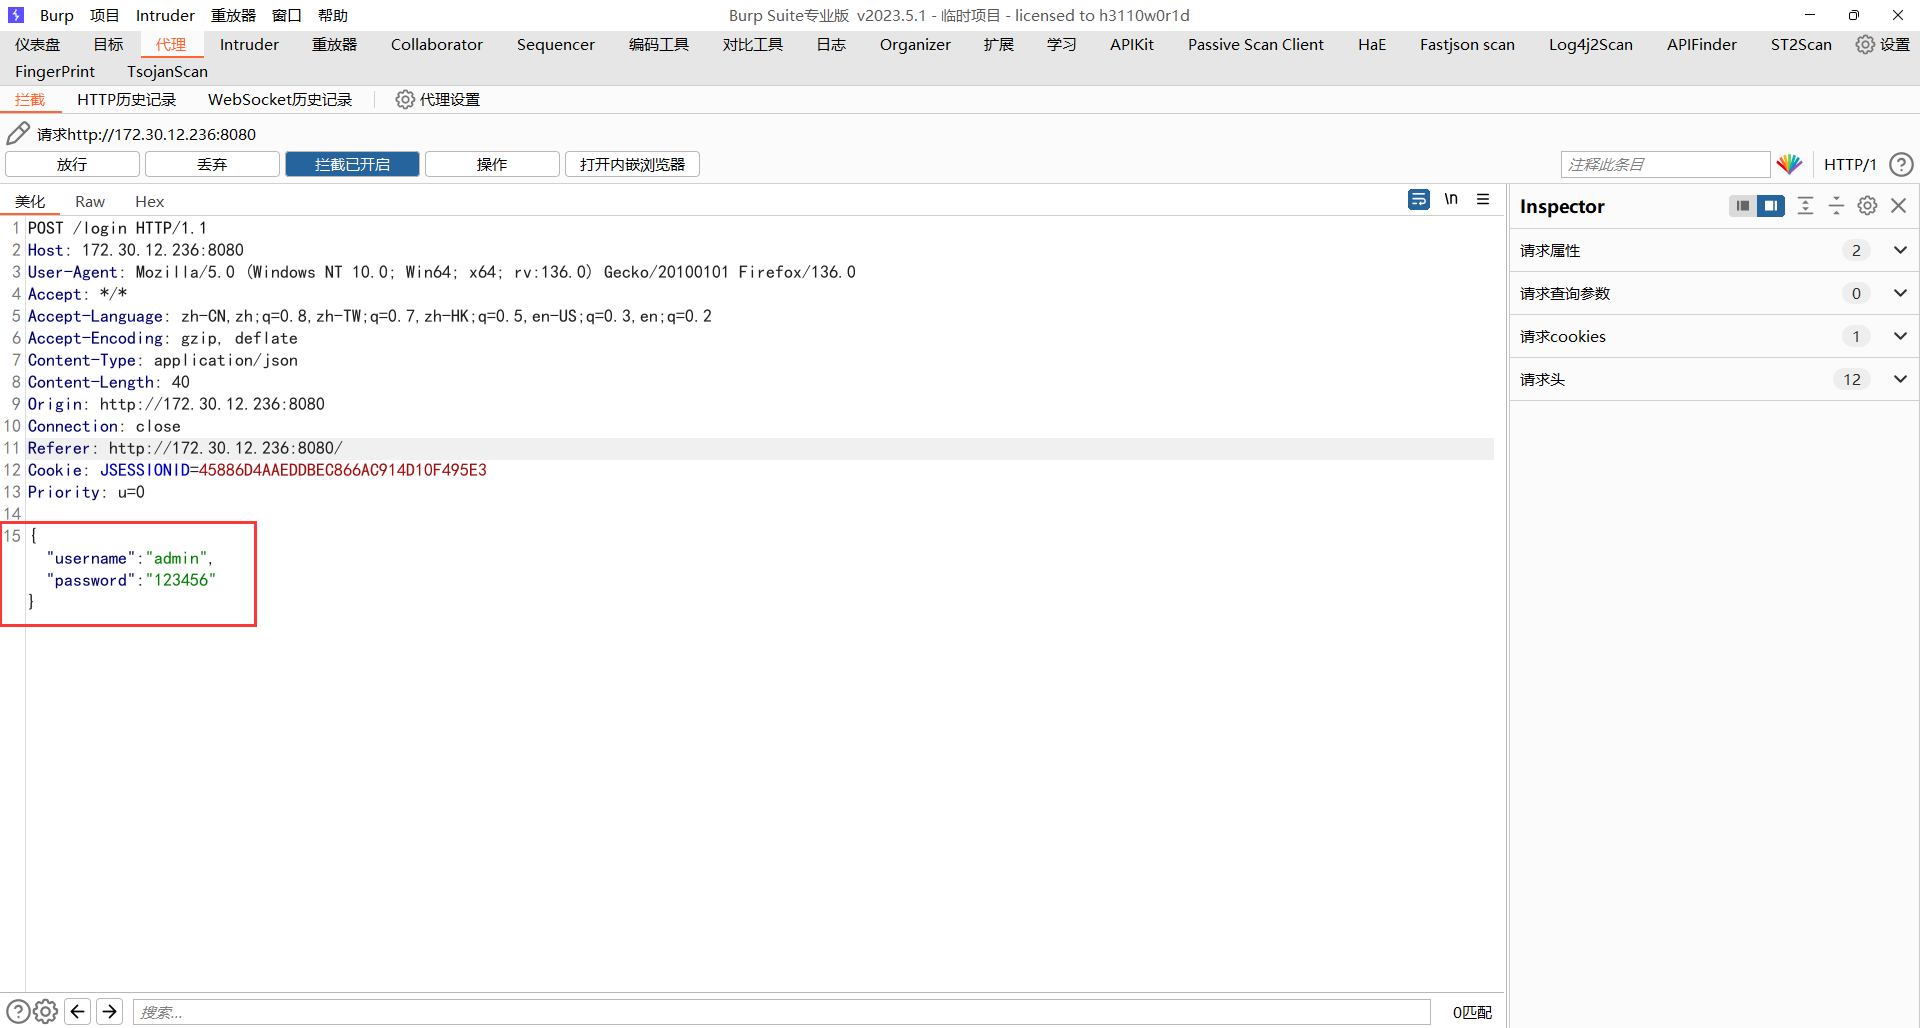 Burp 项目 Intruder 重放器 窗口 帮助 Burp Suite专业版 v2023.5.1 - 临时项目 - licensed to h3110w0r1d
仪表盘 目标 代理 Intruder 重放器 Collaborator Sequencer 编码工具 对比工具 日志 Organizer 扩展 学习 APIKit Passive Scan Client HaE Fastjson scan Log4j2Scan APIFinder ST2Scan 设置
FingerPrint TsojanScan
拦截 HTTP历史记录 WebSocket历史记录 代理设置
请求http://172.30.12.236:8080
放行 丢弃 拦截已开启 操作 打开内嵌浏览器 注释此条目 HTTP/1
美化 Raw Hex \n
1 POST /login HTTP/1.1
2 Host: 172.30.12.236:8080
3 User-Agent: Mozilla/5.0 (Windows NT 10.0; Win64; x64; rv:136.0) Gecko/20100101 Firefox/136.0
4 Accept: */*
5 Accept-Language: zh-CN,zh;q=0.8,zh-TW;q=0.7,zh-HK;q=0.5,en-US;q=0.3,en;q=0.2
6 Accept-Encoding: gzip, deflate
7 Content-Type: application/json
8 Content-Length: 40
9 Origin: http://172.30.12.236:8080
10 Connection: close
11 Referer: http://172.30.12.236:8080/
12 Cookie: JSESSIONID=45886D4AAEDDBEC866AC914D10F495E3
13 Priority: u=0
14
15 {
"username":"admin",
"password":"123456"
}
Inspector
请求属性 2
请求查询参数 0
请求cookies 1
请求头 12
搜索... 0匹配